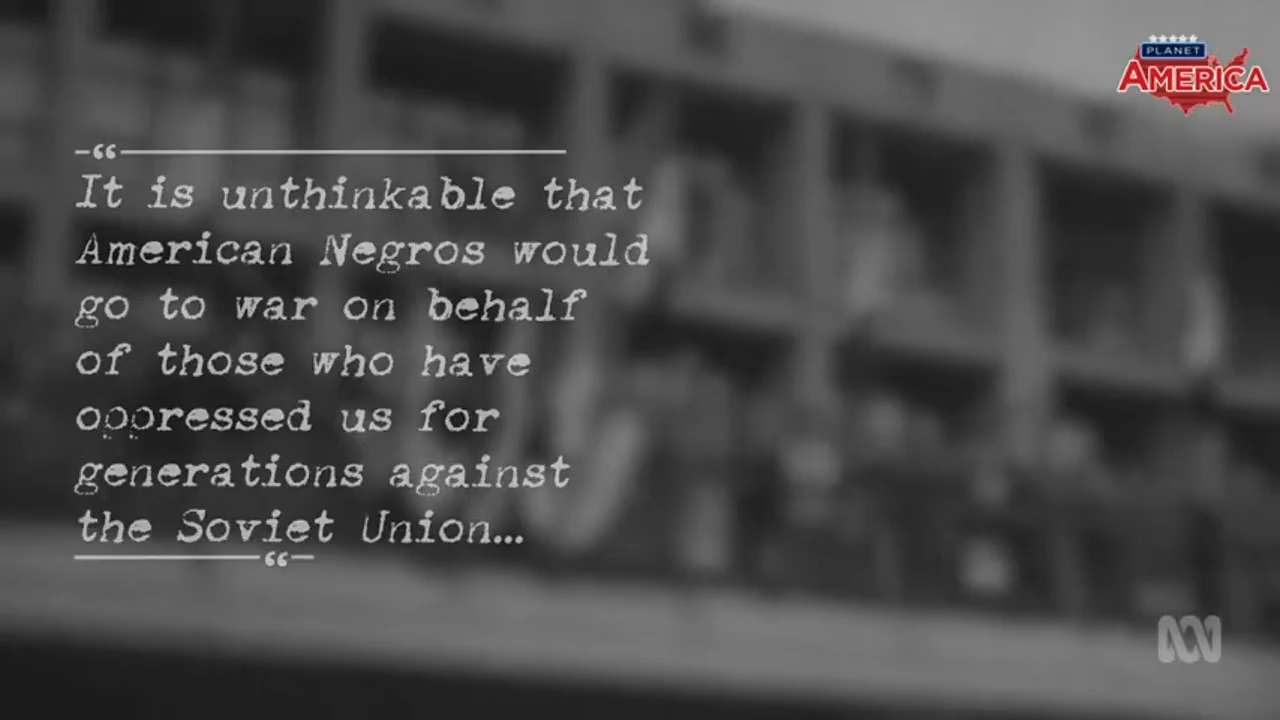 PLANET
AMERICA
“
It is unthinkable that
American Negros would
go to war on behalf
of those who have
oppressed us for
generations against
the Soviet Union...
“